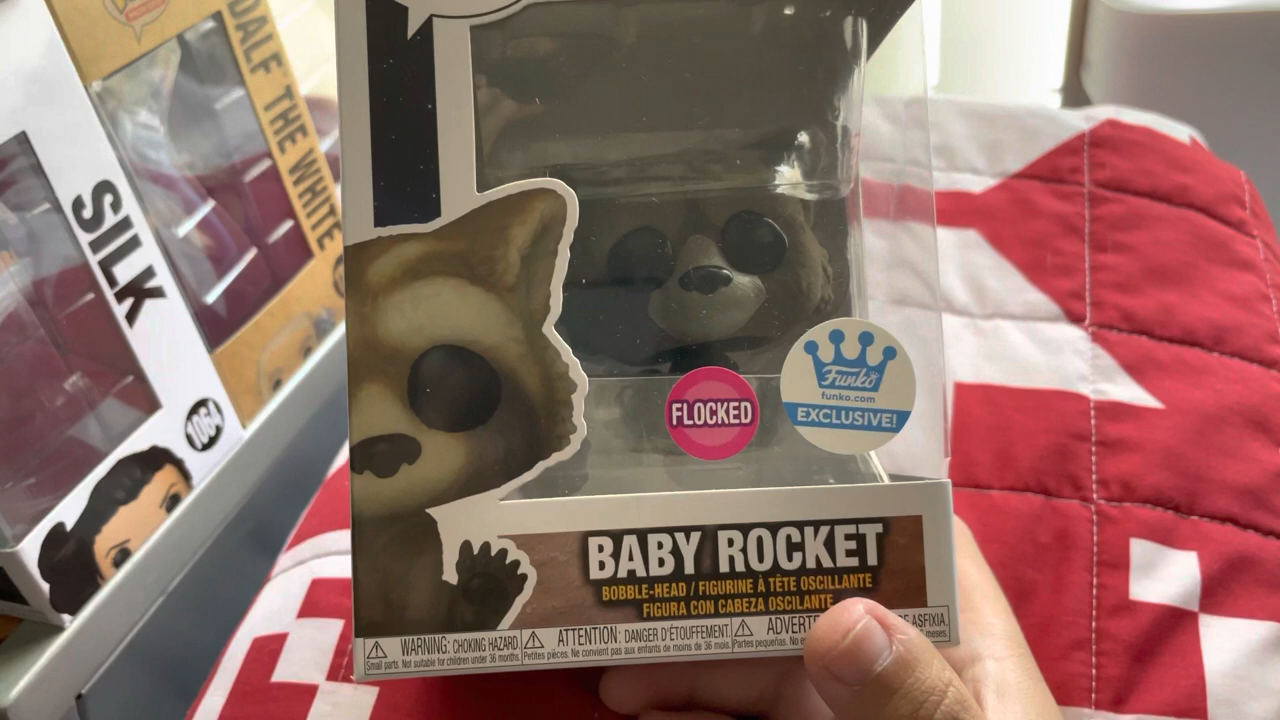 SILK
1064
DALF THE WHITE
FLOCKED
Funko
funko.com
EXCLUSIVE!
BABY ROCKET
BOBBLE-HEAD / FIGURINE À TÊTE OSCILLANTE
FIGURA CON CABEZA OSCILANTE
WARNING: CHOKING HAZARD.
Small parts. Not suitable for children under 36 months.
ATTENTION: DANGER D'ÉTOUFFEMENT.
Petites pièces. Ne convient pas aux enfants de moins de 36 mois.
ADVERTE
E ASFIXIA.
Partes pequeñas. No
meses.